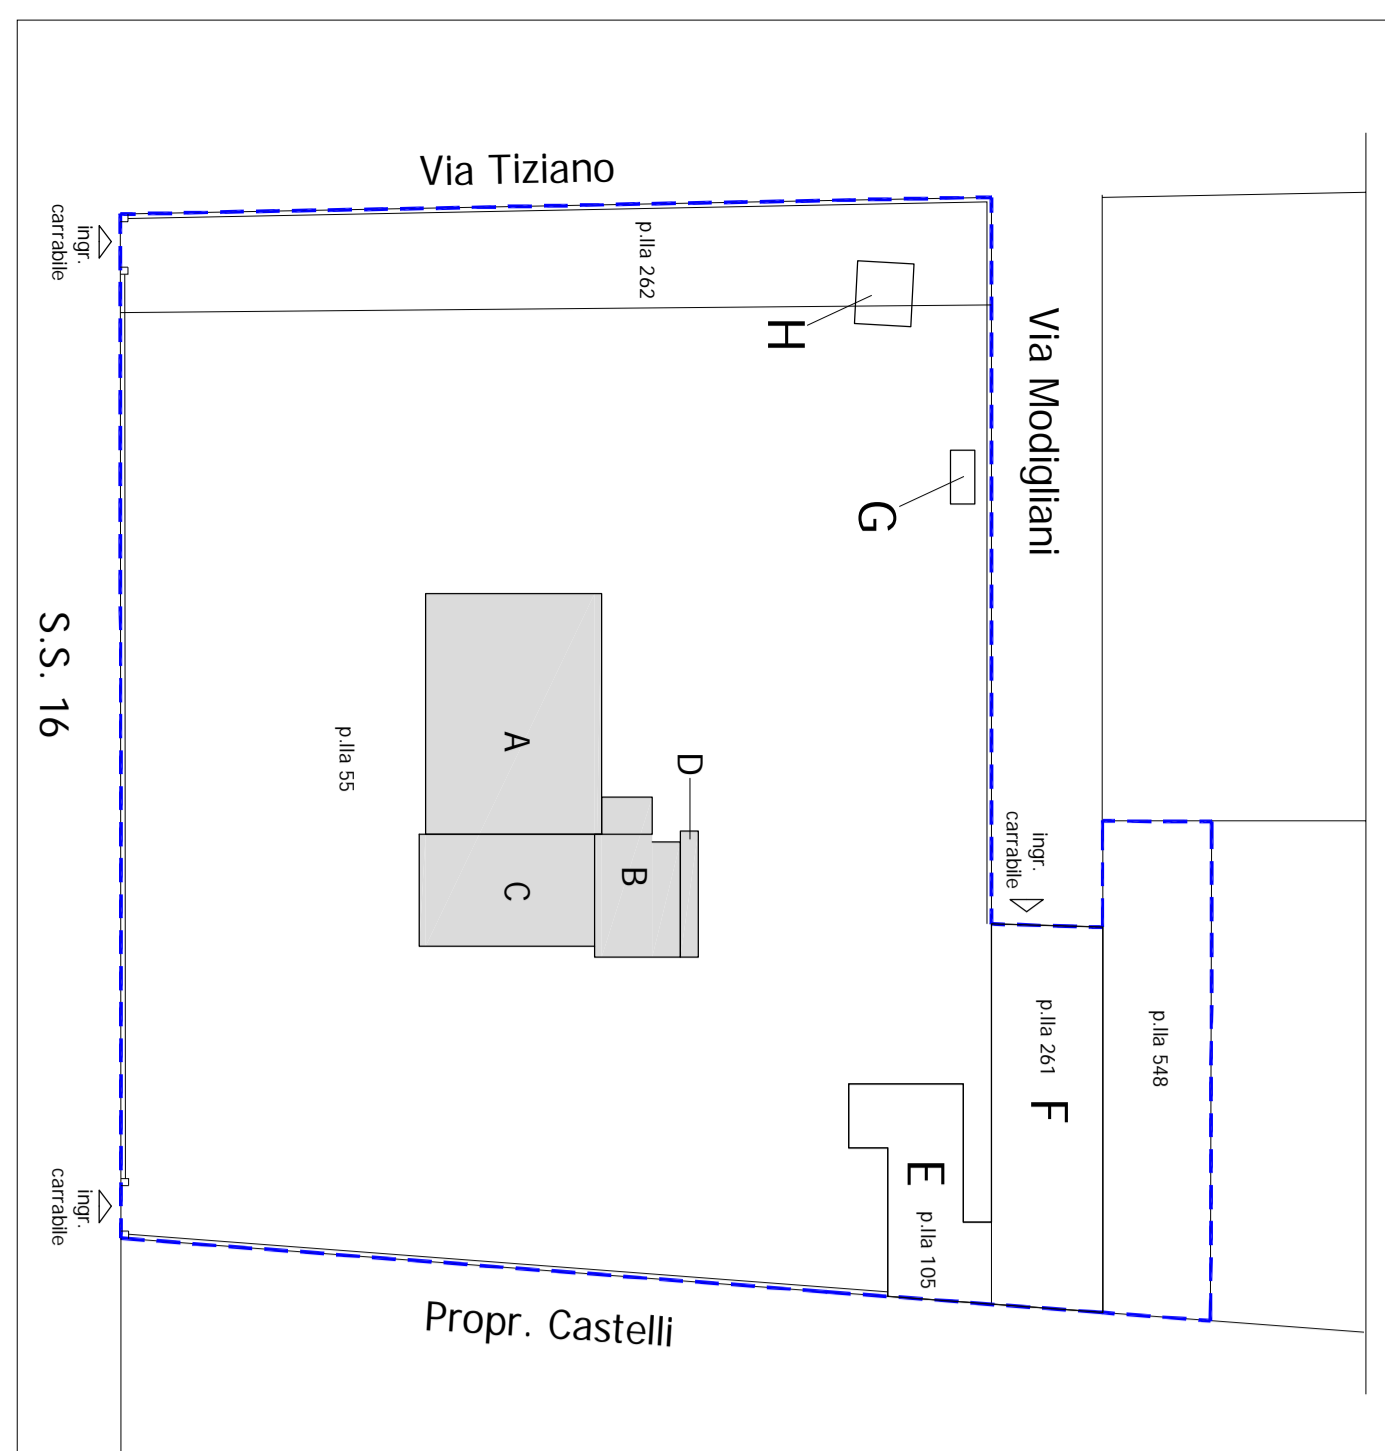 Via Tiziano
ingr.
carrabile
p.lla 262
H
Via Modigliani
G
S.S. 16
p.lla 55
A
D
B
C
ingr.
carrabile
p.lla 261
F
p.lla 548
E
p.lla 105
ingr.
carrabile
Propr. Castelli